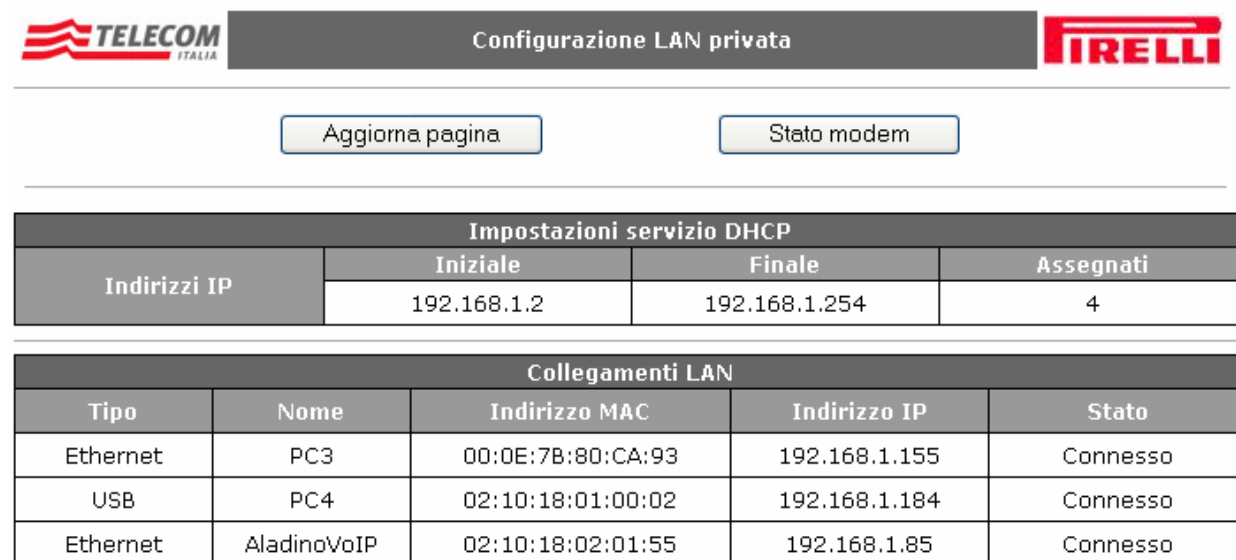 TELECOM
ITALIA
Configurazione LAN privata
PIRELLI
Aggiorna pagina Stato modem
Impostazioni servizio DHCP
Indirizzi IP Iniziale Finale Assegnati
192.168.1.2 192.168.1.254 4
Collegamenti LAN
Tipo Nome Indirizzo MAC Indirizzo IP Stato
Ethernet PC3 00:0E:7B:80:CA:93 192.168.1.155 Connesso
USB PC4 02:10:18:01:00:02 192.168.1.184 Connesso
Ethernet AladinoVoIP 02:10:18:02:01:55 192.168.1.85 Connesso